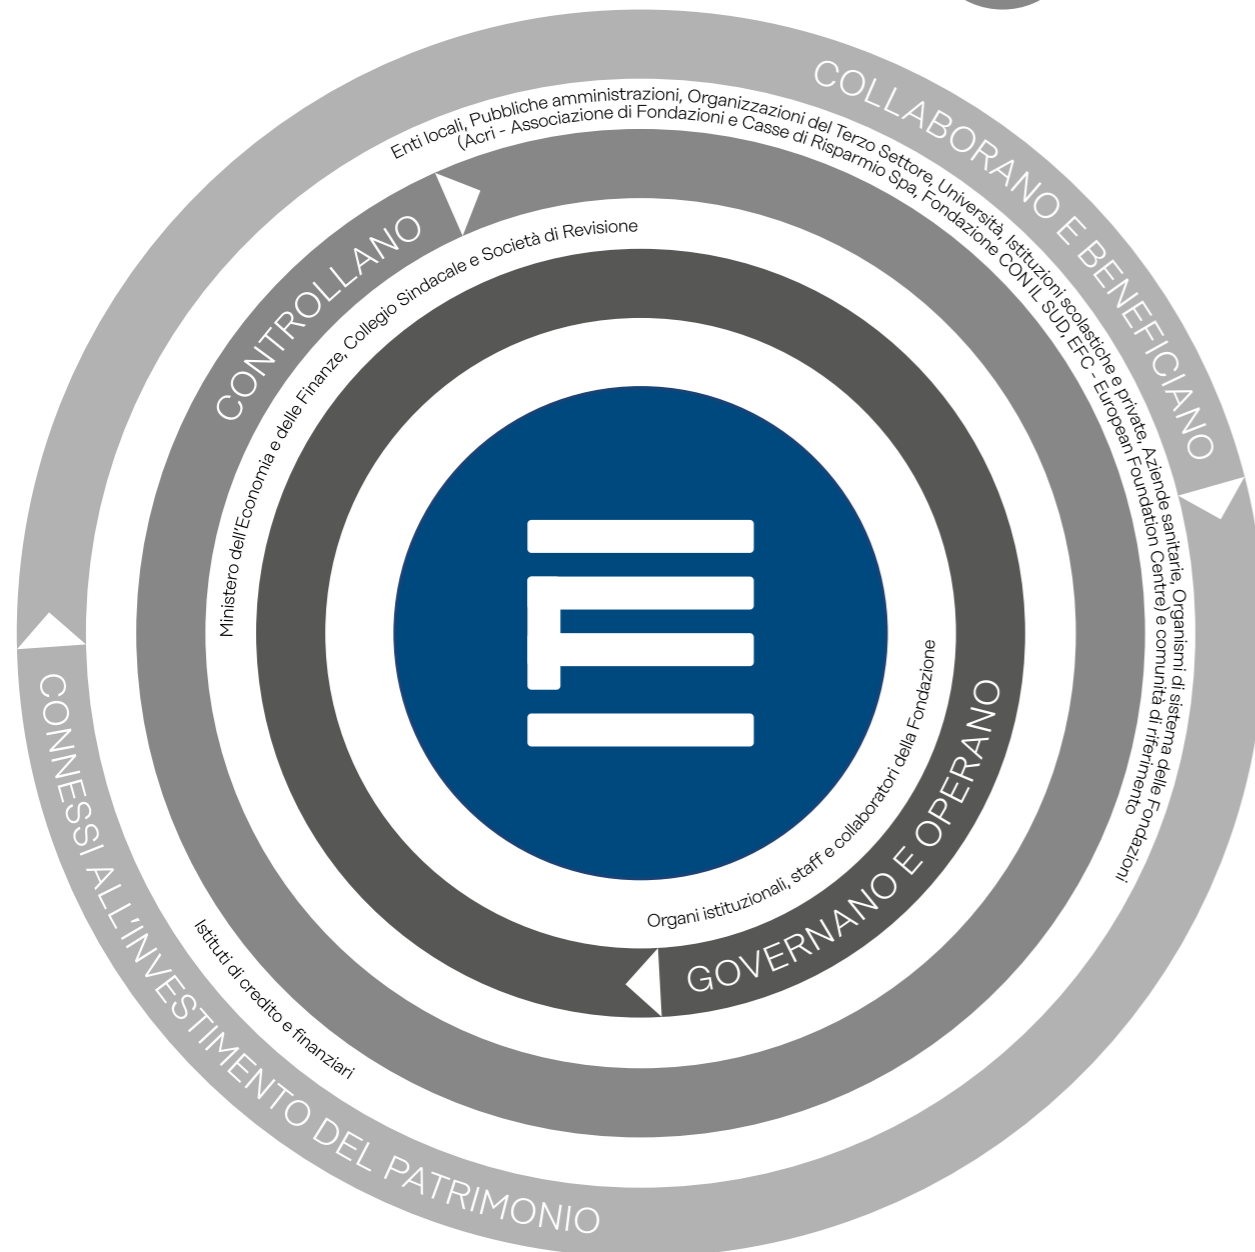 COLLABORANO E BENEFICIANO
Enti locali, Pubbliche amministrazioni, Organizzazioni del Terzo Settore, Università, Istituzioni scolastiche e private, Aziende sanitarie, Organismi di sistema delle Fondazioni
(Acri - Associazione di Fondazioni e Casse di Risparmio Spa, Fondazione CON IL SUD, EFC - European Foundation Centre) e comunità di riferimento
CONTROLLANO
Ministero dell'Economia e delle Finanze, Collegio Sindacale e Società di Revisione
Organi istituzionali, staff e collaboratori della Fondazione
GOVERNANO E OPERANO
Istituti di credito e finanziari
CONNESSI ALL'INVESTIMENTO DEL PATRIMONIO